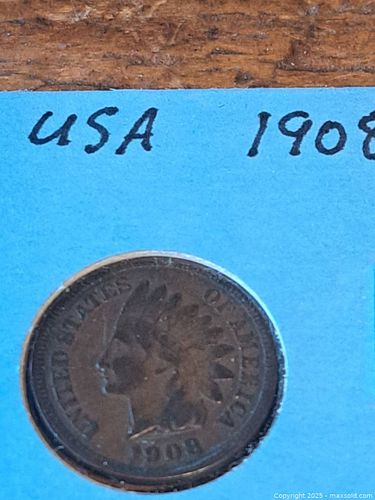 USA 1908
UNITED STATES OF AMERICA
1908
Copyright 2025 - maxsold.com